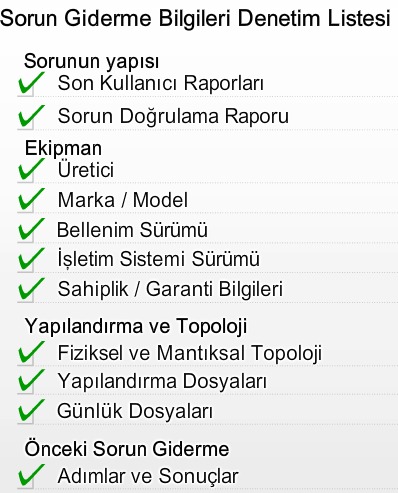 Sorun Giderme Bilgileri Denetim Listesi
Sorunun yapısı
Son Kullanıcı Raporları
Sorun Doğrulama Raporu
Ekipman
Üretici
Marka / Model
Bellenim Sürümü
İşletim Sistemi Sürümü
Sahiplik / Garanti Bilgileri
Yapılandırma ve Topoloji
Fiziksel ve Mantıksal Topoloji
Yapılandırma Dosyaları
Günlük Dosyaları
Önceki Sorun Giderme
Adımlar ve Sonuçlar